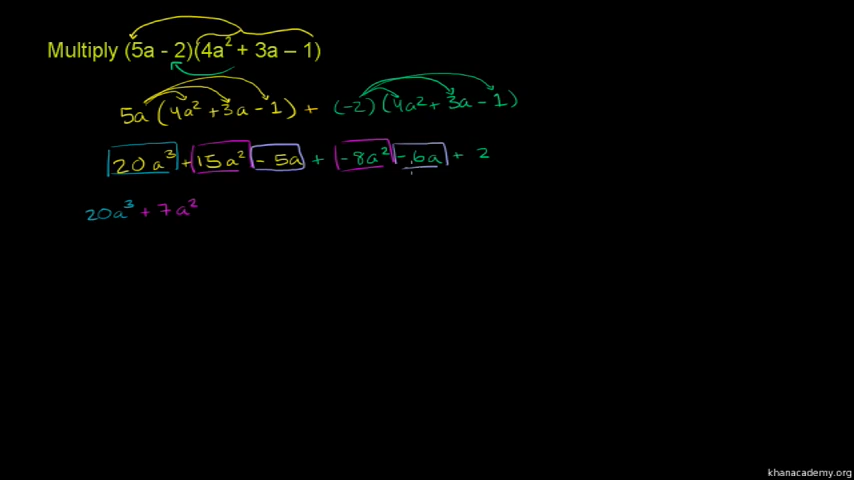 Multiply (5a - 2)(4a² + 3a – 1)
5a (4a² + 3a - 1) + (-2) (4a² + 3a - 1)
20a³ + 15a² - 5a + - 8a² - 6a + 2
20a³ + 7a²
khanacademy.org